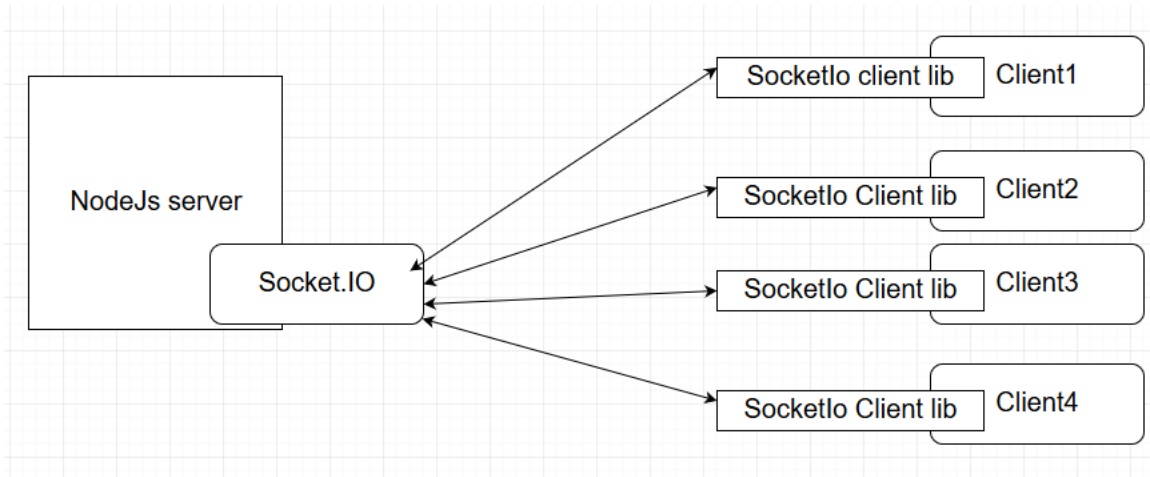 SocketIo client lib
Client1
NodeJs server
SocketIo Client lib
Client2
Socket.IO
SocketIo Client lib
Client3
SocketIo Client lib
Client4